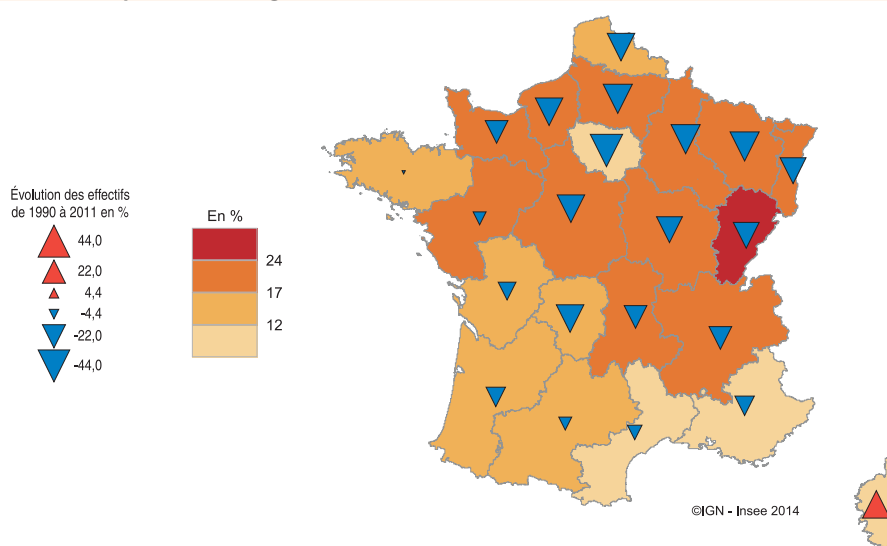 Évolution des effectifs
de 1990 à 2011 en %
44,0
22,0
4,4
-4,4
-22,0
-44,0
En %
24
17
12
©IGN - Insee 2014